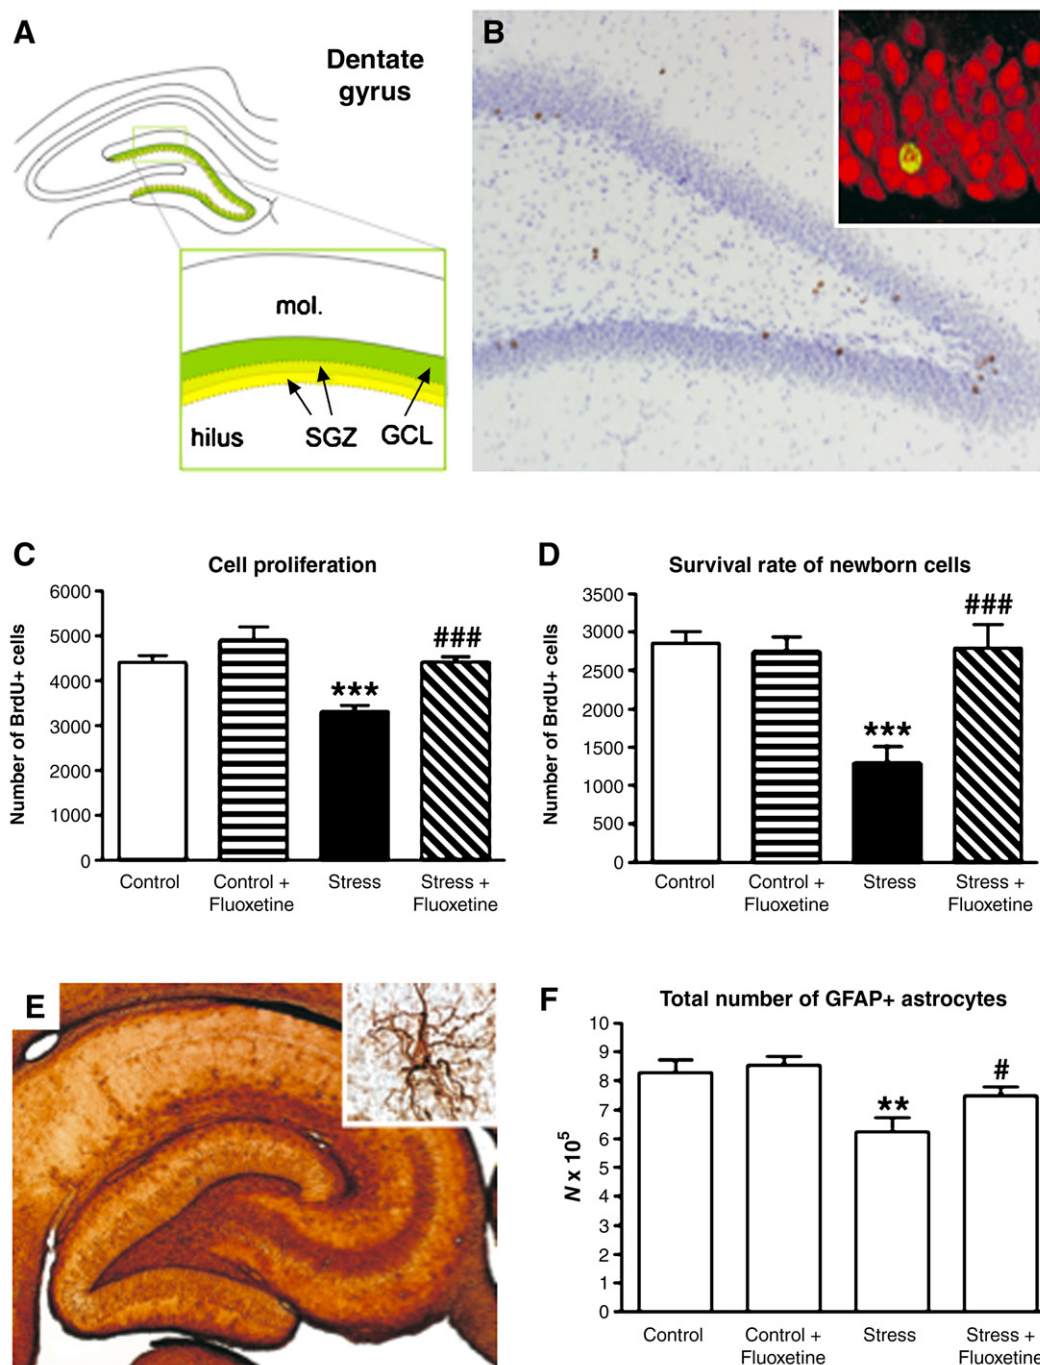 A
Dentate
gyrus
mol.
hilus
SGZ
GCL
B
C
Cell proliferation
Number of BrdU+ cells
6000
5000
4000
3000
2000
1000
0
***
###
Control
Control +
Fluoxetine
Stress
Stress +
Fluoxetine
D
Survival rate of newborn cells
Number of BrdU+ cells
3500
3000
2500
2000
1500
1000
500
0
***
###
Control
Control +
Fluoxetine
Stress
Stress +
Fluoxetine
E
F
Total number of GFAP+ astrocytes
N x 10⁵
10
9
8
7
6
5
4
3
2
1
0
**
#
Control
Control +
Fluoxetine
Stress
Stress +
Fluoxetine